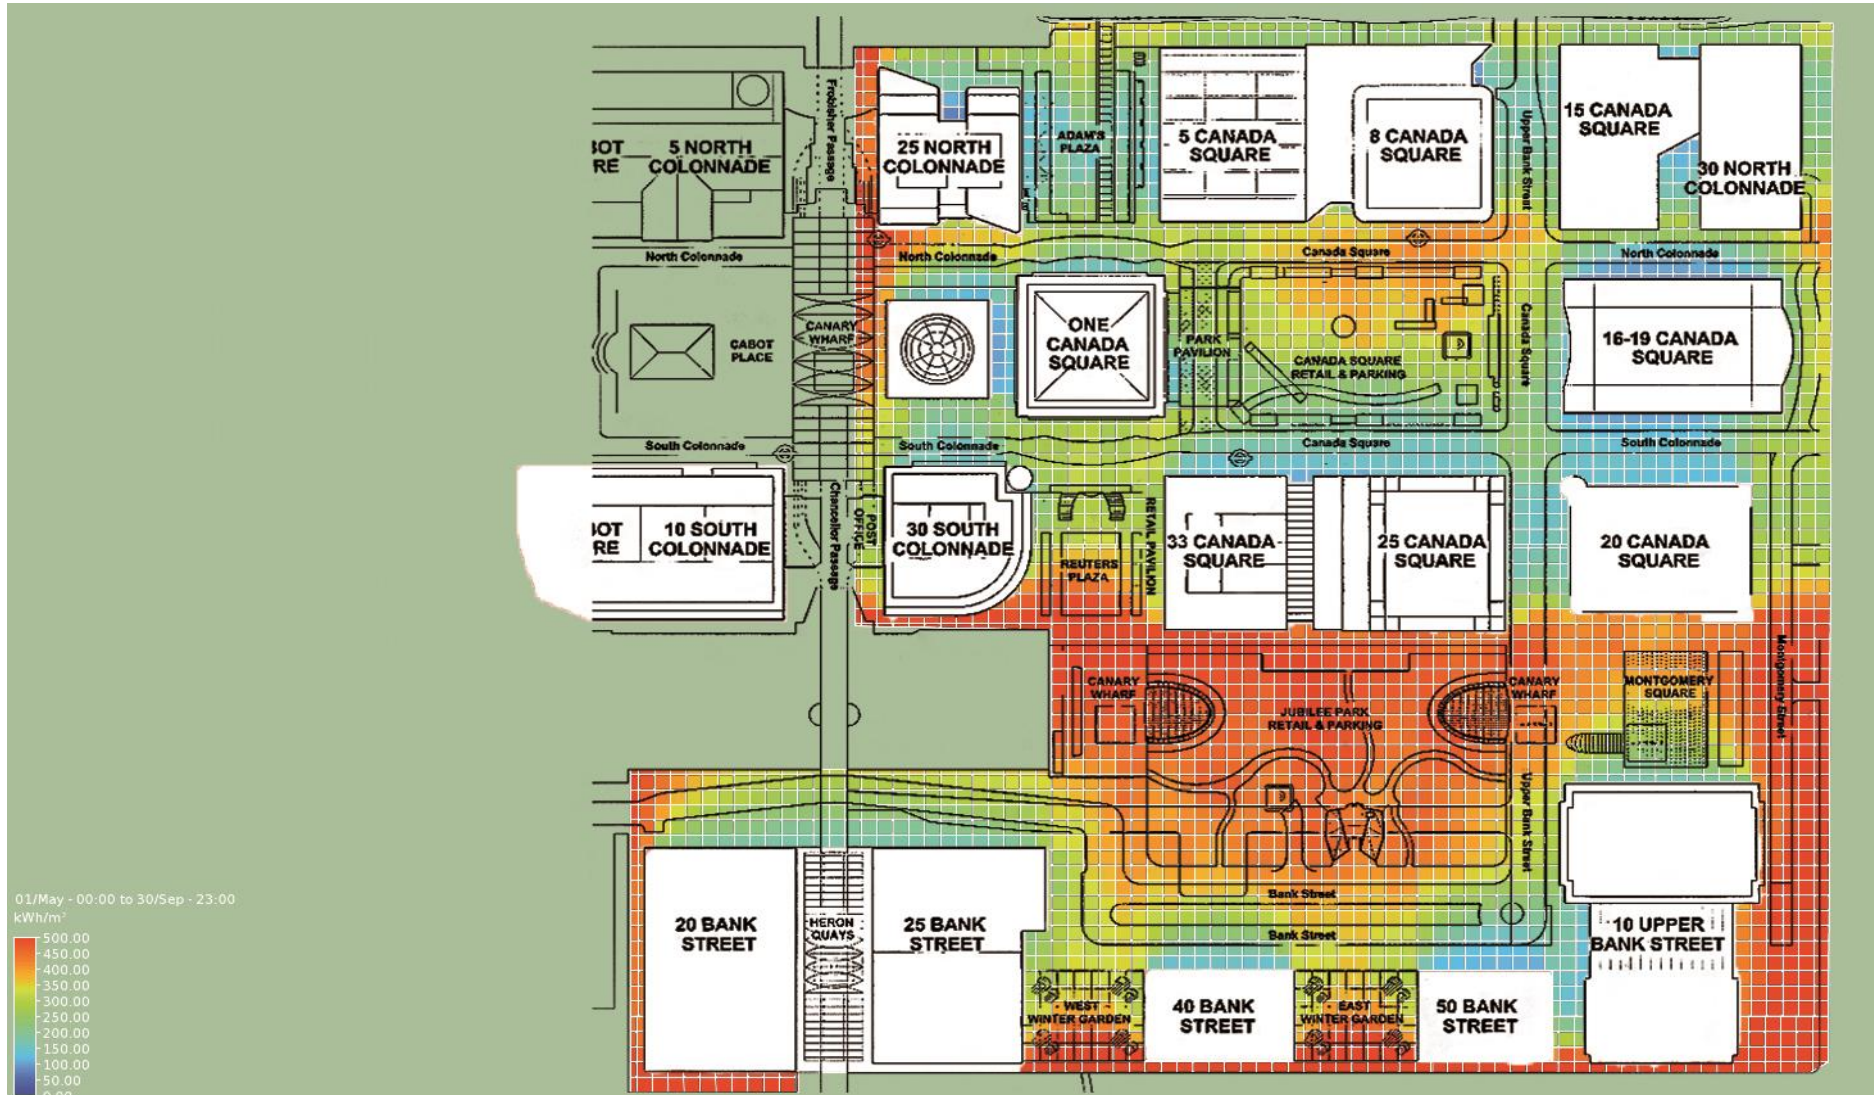 Frobisher Passage
BOT
RE
5 NORTH
COLONNADE
25 NORTH
COLONNADE
ADAM'S
PLAZA
5 CANADA
SQUARE
8 CANADA
SQUARE
Upper Bank Street
15 CANADA
SQUARE
30 NORTH
COLONNADE
North Colonnade
North Colonnade
Canada Square
North Colonnade
CABOT
PLACE
CANARY
WHARF
ONE
CANADA
SQUARE
PARK
PAVILION
CANADA SQUARE
RETAIL & PARKING
Canada Square
16-19 CANADA
SQUARE
South Colonnade
South Colonnade
Canada Square
South Colonnade
BOT
RE
10 SOUTH
COLONNADE
Chancellor Passage
POST
OFFICE
30 SOUTH
COLONNADE
REUTERS
PLAZA
RETAIL PAVILION
33 CANADA
SQUARE
25 CANADA
SQUARE
20 CANADA
SQUARE
CANARY
WHARF
JUBILEE PARK
RETAIL & PARKING
CANARY
WHARF
MONTGOMERY
SQUARE
Montgomery Street
Upper Bank Street
Bank Street
Bank Street
20 BANK
STREET
HERON
QUAYS
25 BANK
STREET
10 UPPER
BANK STREET
WEST
WINTER GARDEN
40 BANK
STREET
EAST
WINTER GARDEN
50 BANK
STREET
01/May - 00:00 to 30/Sep - 23:00
kWh/m²
500.00
450.00
400.00
350.00
300.00
250.00
200.00
150.00
100.00
50.00
0.00